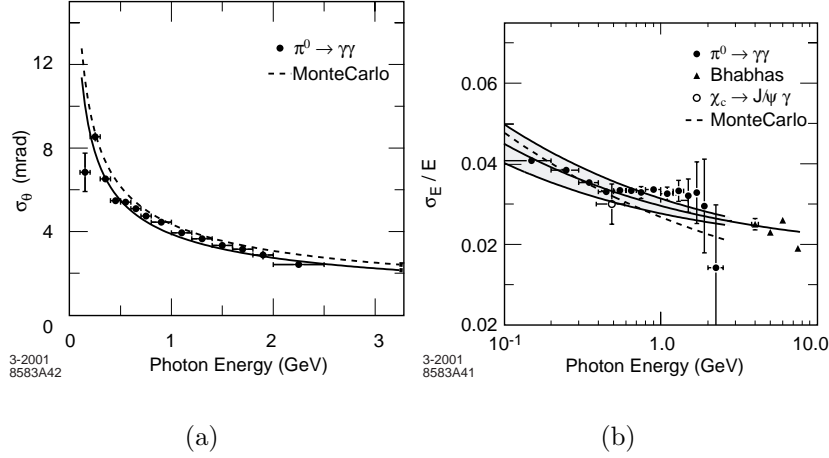 12
8
4
0
σθ (mrad)
π⁰ → γγ
MonteCarlo
0 1 2 3
Photon Energy (GeV)
3-2001
8583A42
(a)
0.06
0.04
0.02
0.02
σE / E
π⁰ → γγ
Bhabhas
χc → J/ψ γ
MonteCarlo
10⁻¹ 1.0 10.0
Photon Energy (GeV)
3-2001
8583A41
(b)